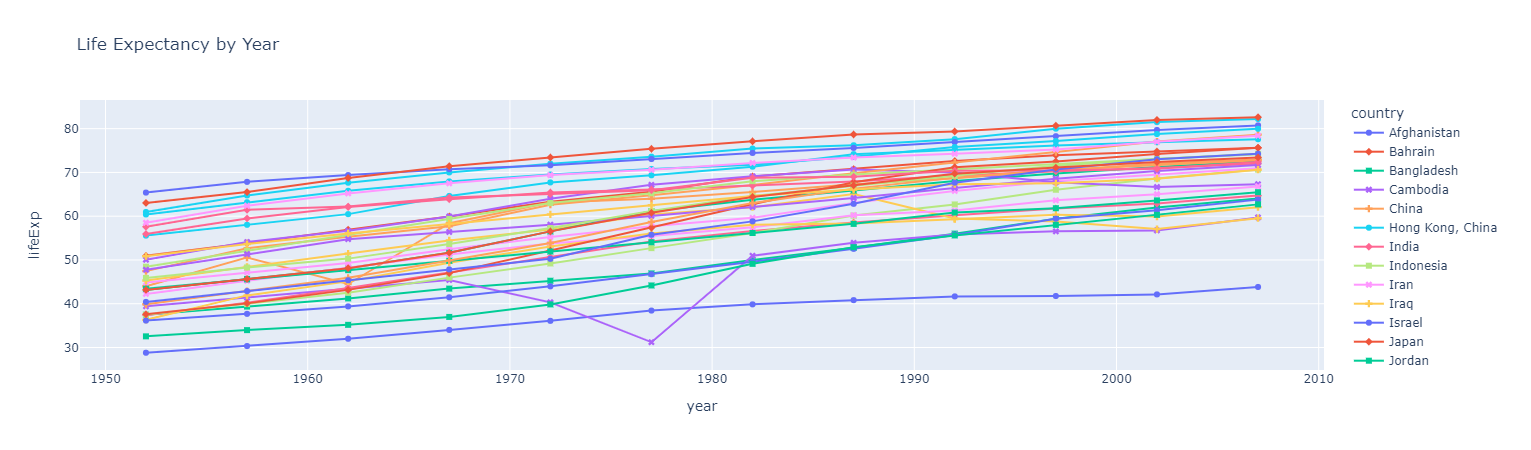 Life Expectancy by Year
country
Afghanistan
Bahrain
Bangladesh
Cambodia
China
Hong Kong, China
India
Indonesia
Iran
Iraq
Israel
Japan
Jordan
lifeExp
80
70
60
50
40
30
1950
1960
1970
1980
1990
2000
2010
year